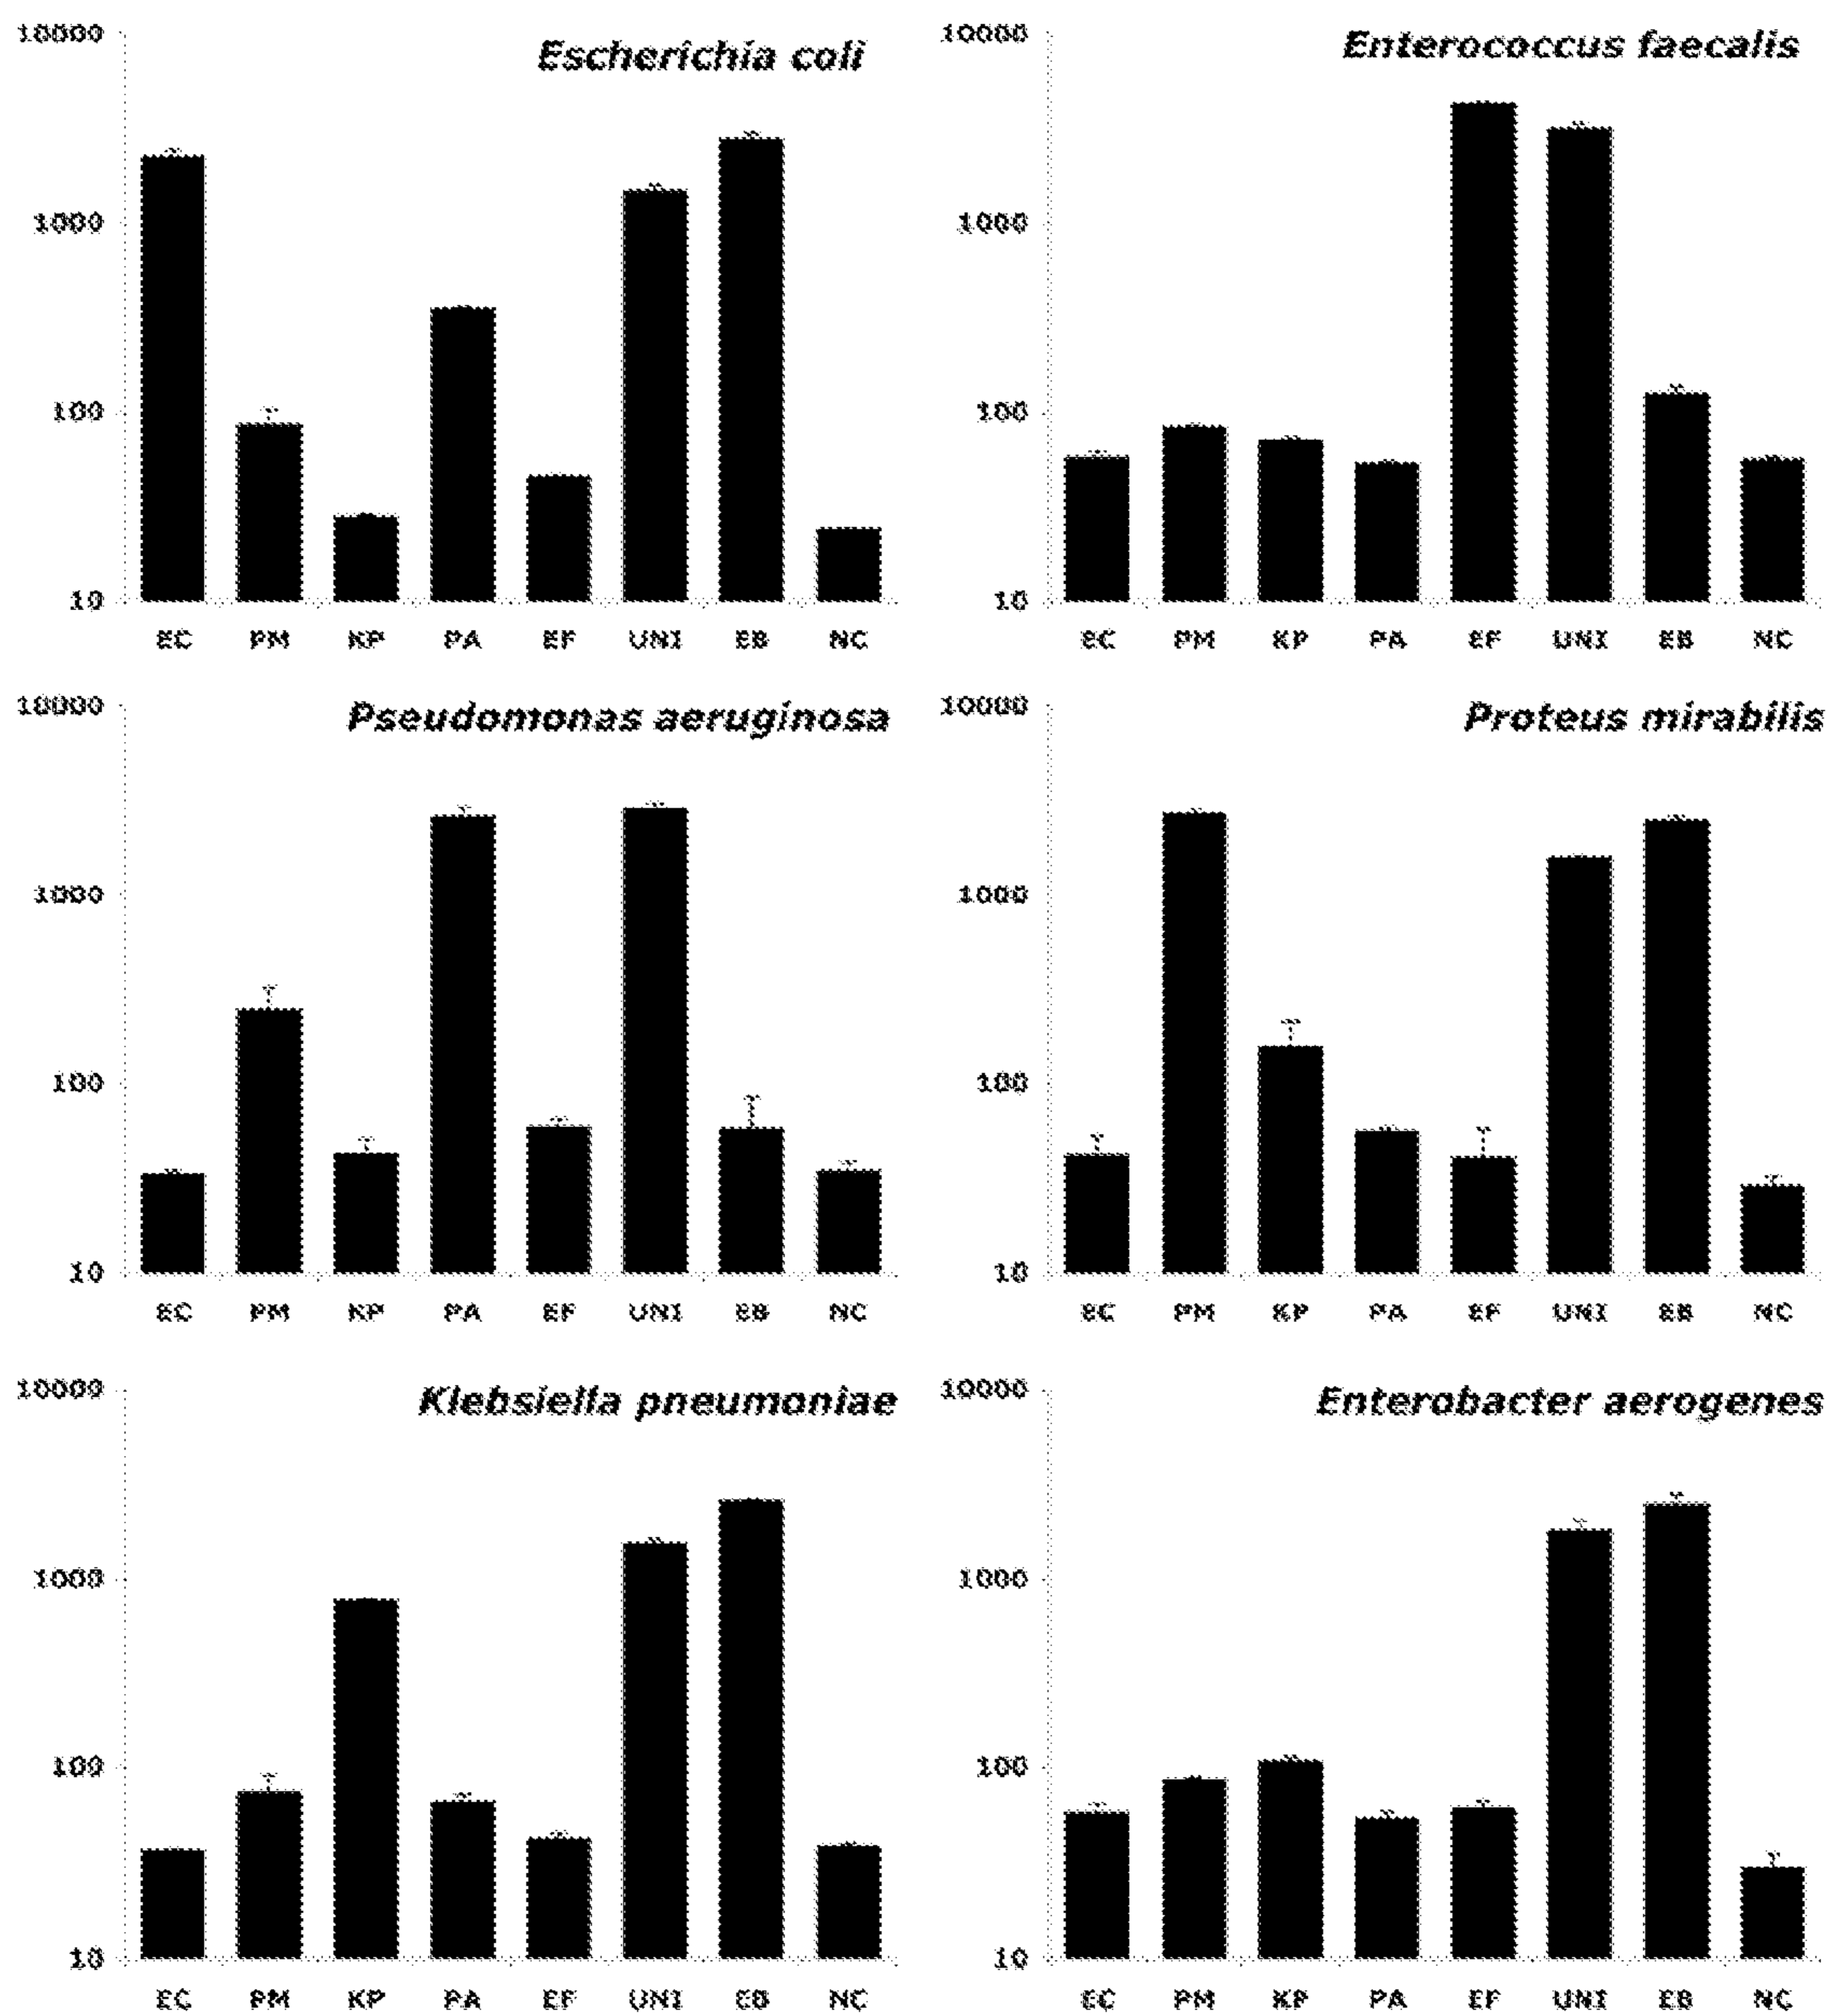 Escherichia coli
10000
1000
100
10
EC PM KP PA EF UNI EB NC
Enterococcus faecalis
10000
1000
100
10
EC PM KP PA EF UNI EB NC
Pseudomonas aeruginosa
10000
1000
100
10
EC PM KP PA EF UNI EB NC
Proteus mirabilis
10000
1000
100
10
EC PM KP PA EF UNI EB NC
Klebsiella pneumoniae
10000
1000
100
10
EC PM KP PA EF UNI EB NC
Enterobacter aerogenes
10000
1000
100
10
EC PM KP PA EF UNI EB NC